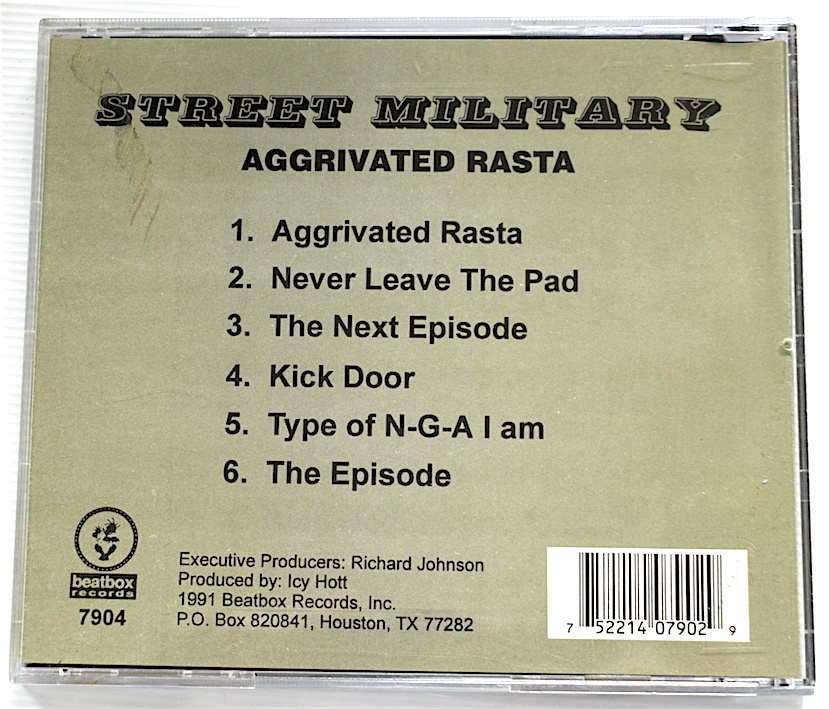 STREET MILITARY
AGGRIVATED RASTA
1. Aggrivated Rasta
2. Never Leave The Pad
3. The Next Episode
4. Kick Door
5. Type of N-G-A I am
6. The Episode
beatbox
records
7904
Executive Producers: Richard Johnson
Produced by: Icy Hott
1991 Beatbox Records, Inc.
P.O. Box 820841, Houston, TX 77282
7 52214 07902 9